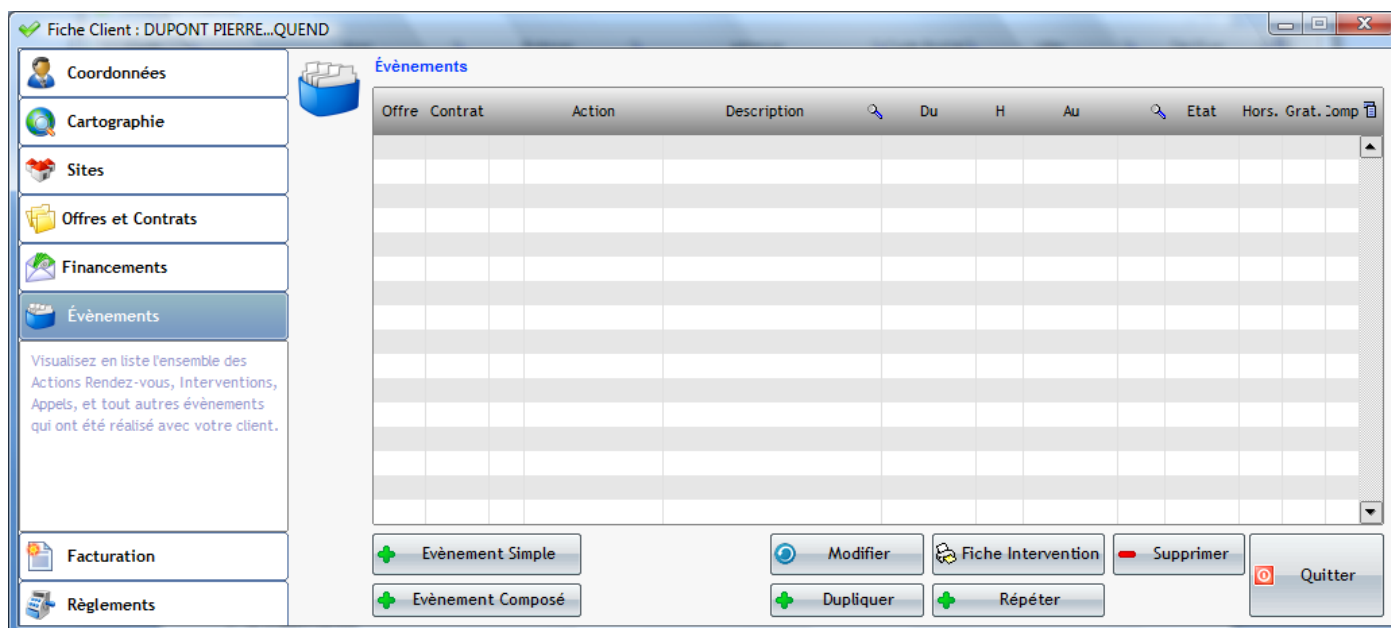 Fiche Client : DUPONT PIERRE...QUEND
Coordonnées
Cartographie
Sites
Offres et Contrats
Financements
Évènements
Visualisez en liste l'ensemble des
Actions Rendez-vous, Interventions,
Appels, et tout autres évènements
qui ont été réalisé avec votre client.
Facturation
Règlements
Évènements
Offre Contrat Action Description Du H Au Etat Hors. Grat. Comp
Evènement Simple Modifier Fiche Intervention Supprimer Quitter
Evènement Composé Dupliquer Répéter